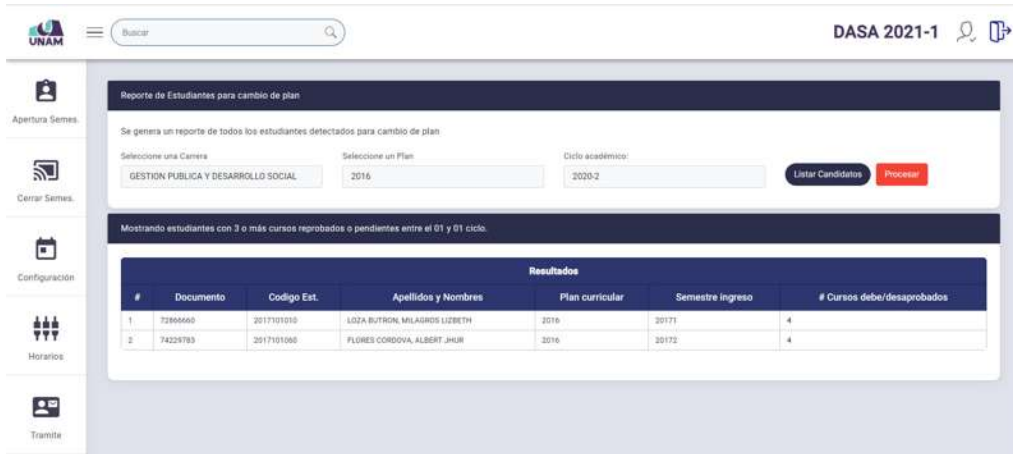 UNAM
Buscar
DASA 2021-1
Apertura Semes.
Cerrar Semes.
Configuración
Horarios
Tramite
Reporte de Estudiantes para cambio de plan
Se genera un reporte de todos los estudiantes detectados para cambio de plan
Seleccione una Carrera Seleccione un Plan Ciclo académico:
GESTION PUBLICA Y DESARROLLO SOCIAL 2016 2020-2 Listar Candidatos Procesar
Mostrando estudiantes con 3 o más cursos reprobados o pendientes entre el 01 y 01 ciclo.
Resultados
# Documento Codigo Est. Apellidos y Nombres Plan curricular Semestre ingreso # Cursos debe/desaprobados
1 72866660 2017101010 LOZA BUTRON, MILAGROS LIZBETH 2016 20171 4
2 74229783 2017101060 FLORES CORDOVA, ALBERT JHUR 2016 20172 4